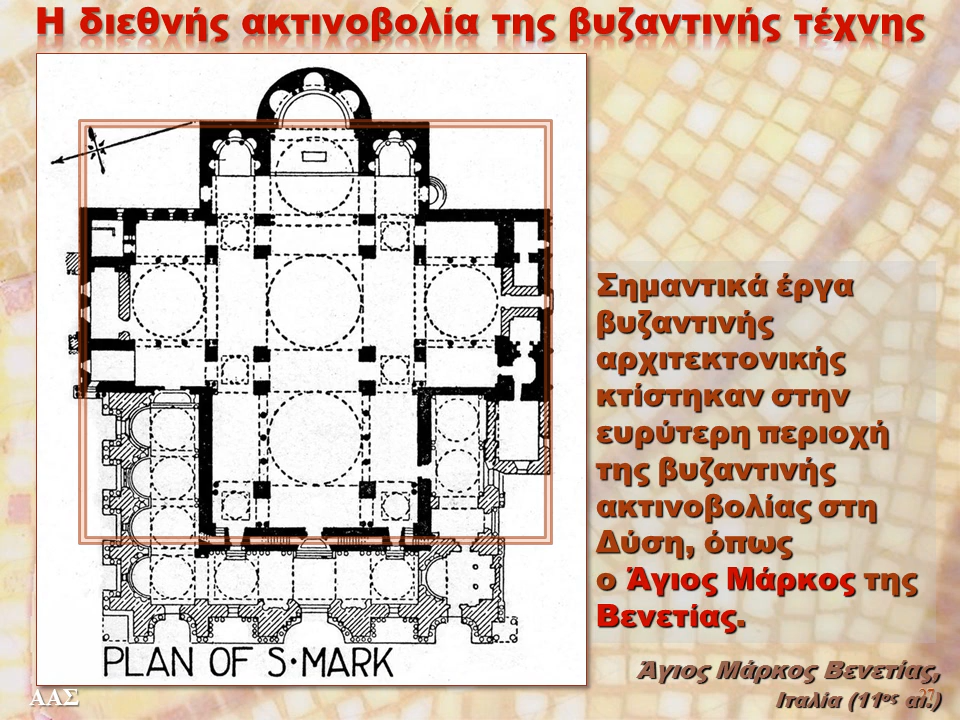 Η διεθνής ακτινοβολία της βυζαντινής τέχνης
PLAN OF S·MARK
Σημαντικά έργα
βυζαντινής
αρχιτεκτονικής
κτίστηκαν στην
ευρύτερη περιοχή
της βυζαντινής
ακτινοβολίας στη
Δύση, όπως
ο Άγιος Μάρκος της
Βενετίας.
Άγιος Μάρκος Βενετίας,
Ιταλία (11ος αι.)
ΑΑΣ
27